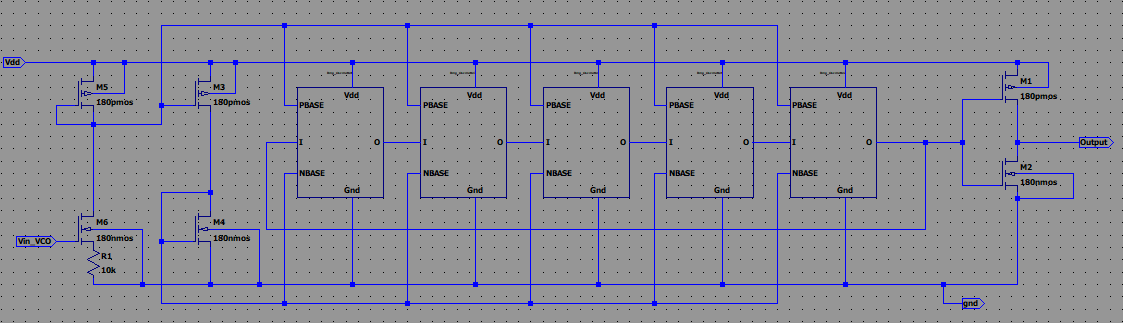 Vdd
M5
180pmos
M3
180pmos
M1
180pmos
Vdd
PBASE
I
O
NBASE
Gnd
Vdd
PBASE
I
O
NBASE
Gnd
Vdd
PBASE
I
O
NBASE
Gnd
Vdd
PBASE
I
O
NBASE
Gnd
Vdd
PBASE
I
O
NBASE
Gnd
Output
M2
180pmos
M6
180nmos
M4
180nmos
Vin_VCO
R1
10k
gnd